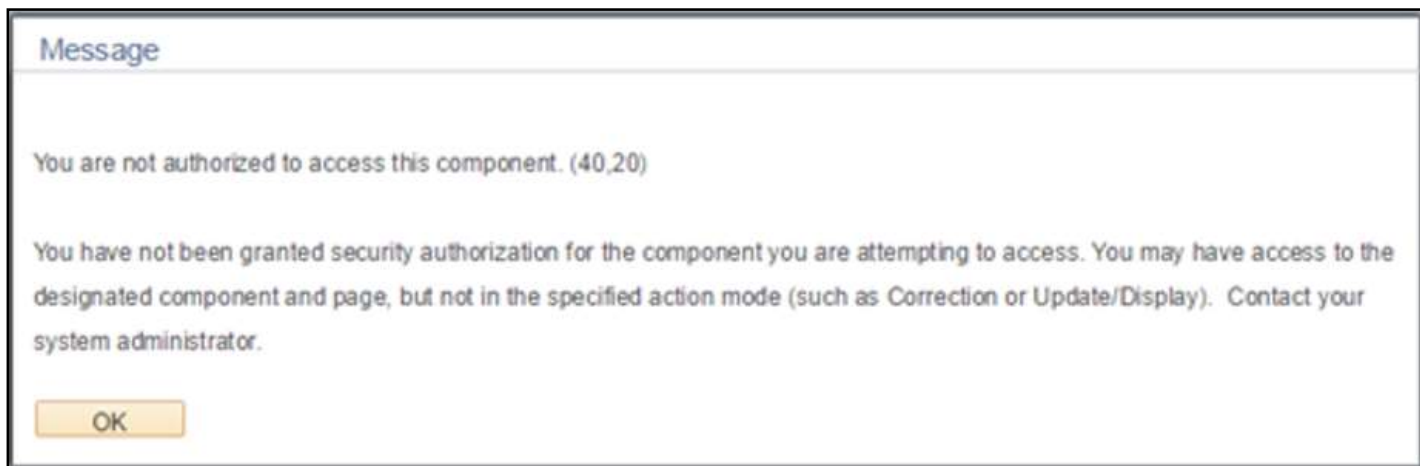 Message
You are not authorized to access this component. (40,20)
You have not been granted security authorization for the component you are attempting to access. You may have access to the
designated component and page, but not in the specified action mode (such as Correction or Update/Display).  Contact your
system administrator.
OK